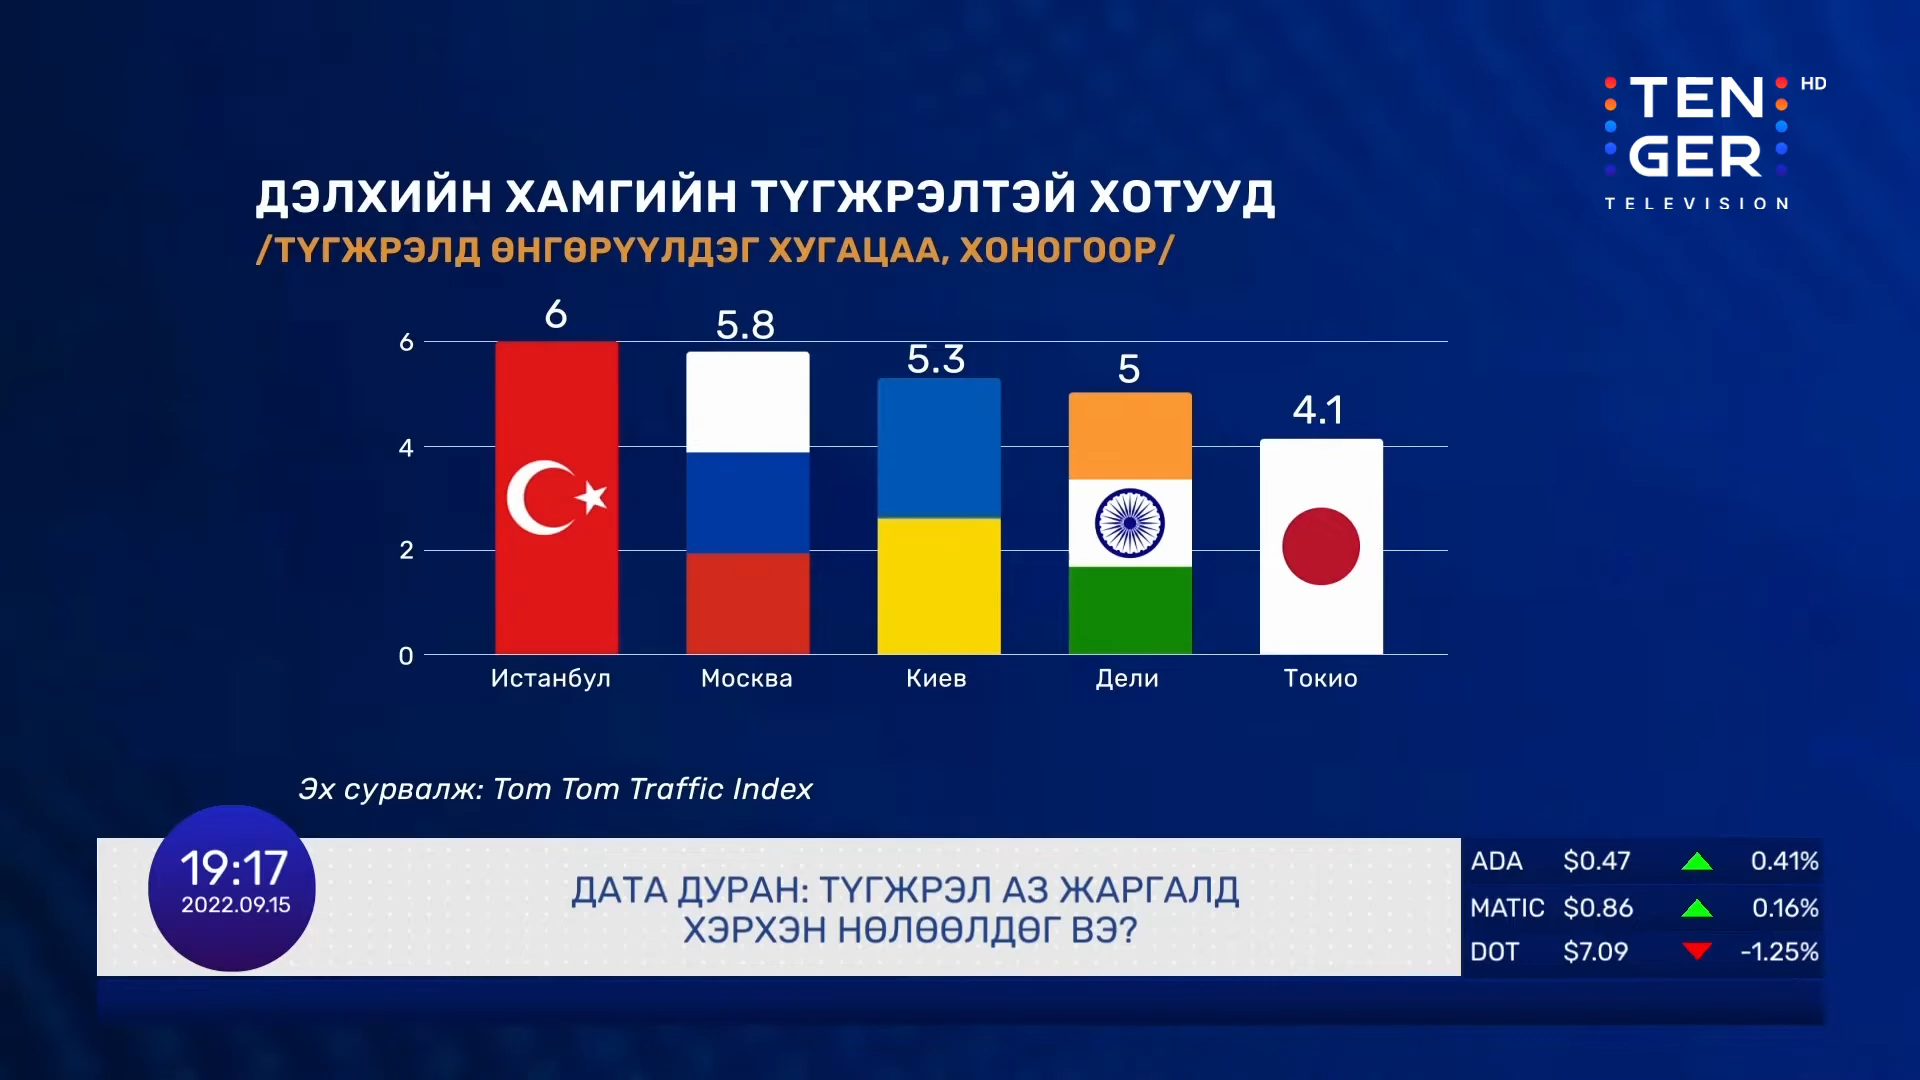 TEN HD
GER
TELEVISION
ДЭЛХИЙН ХАМГИЙН ТҮГЖРЭЛТЭЙ ХОТУУД
/ТҮГЖРЭЛД ӨНГӨРҮҮЛДЭГ ХУГАЦАА, ХОНОГООР/
6 5.8 5.3 5 4.1
6
4
2
0
Истанбул Москва Киев Дели Токио
Эх сурвалж: Tom Tom Traffic Index
19:17
2022.09.15
ДАТА ДУРАН: ТҮГЖРЭЛ АЗ ЖАРГАЛД
ХЭРХЭН НӨЛӨӨЛДӨГ ВЭ?
ADA $0.47 0.41%
MATIC $0.86 0.16%
DOT $7.09 -1.25%